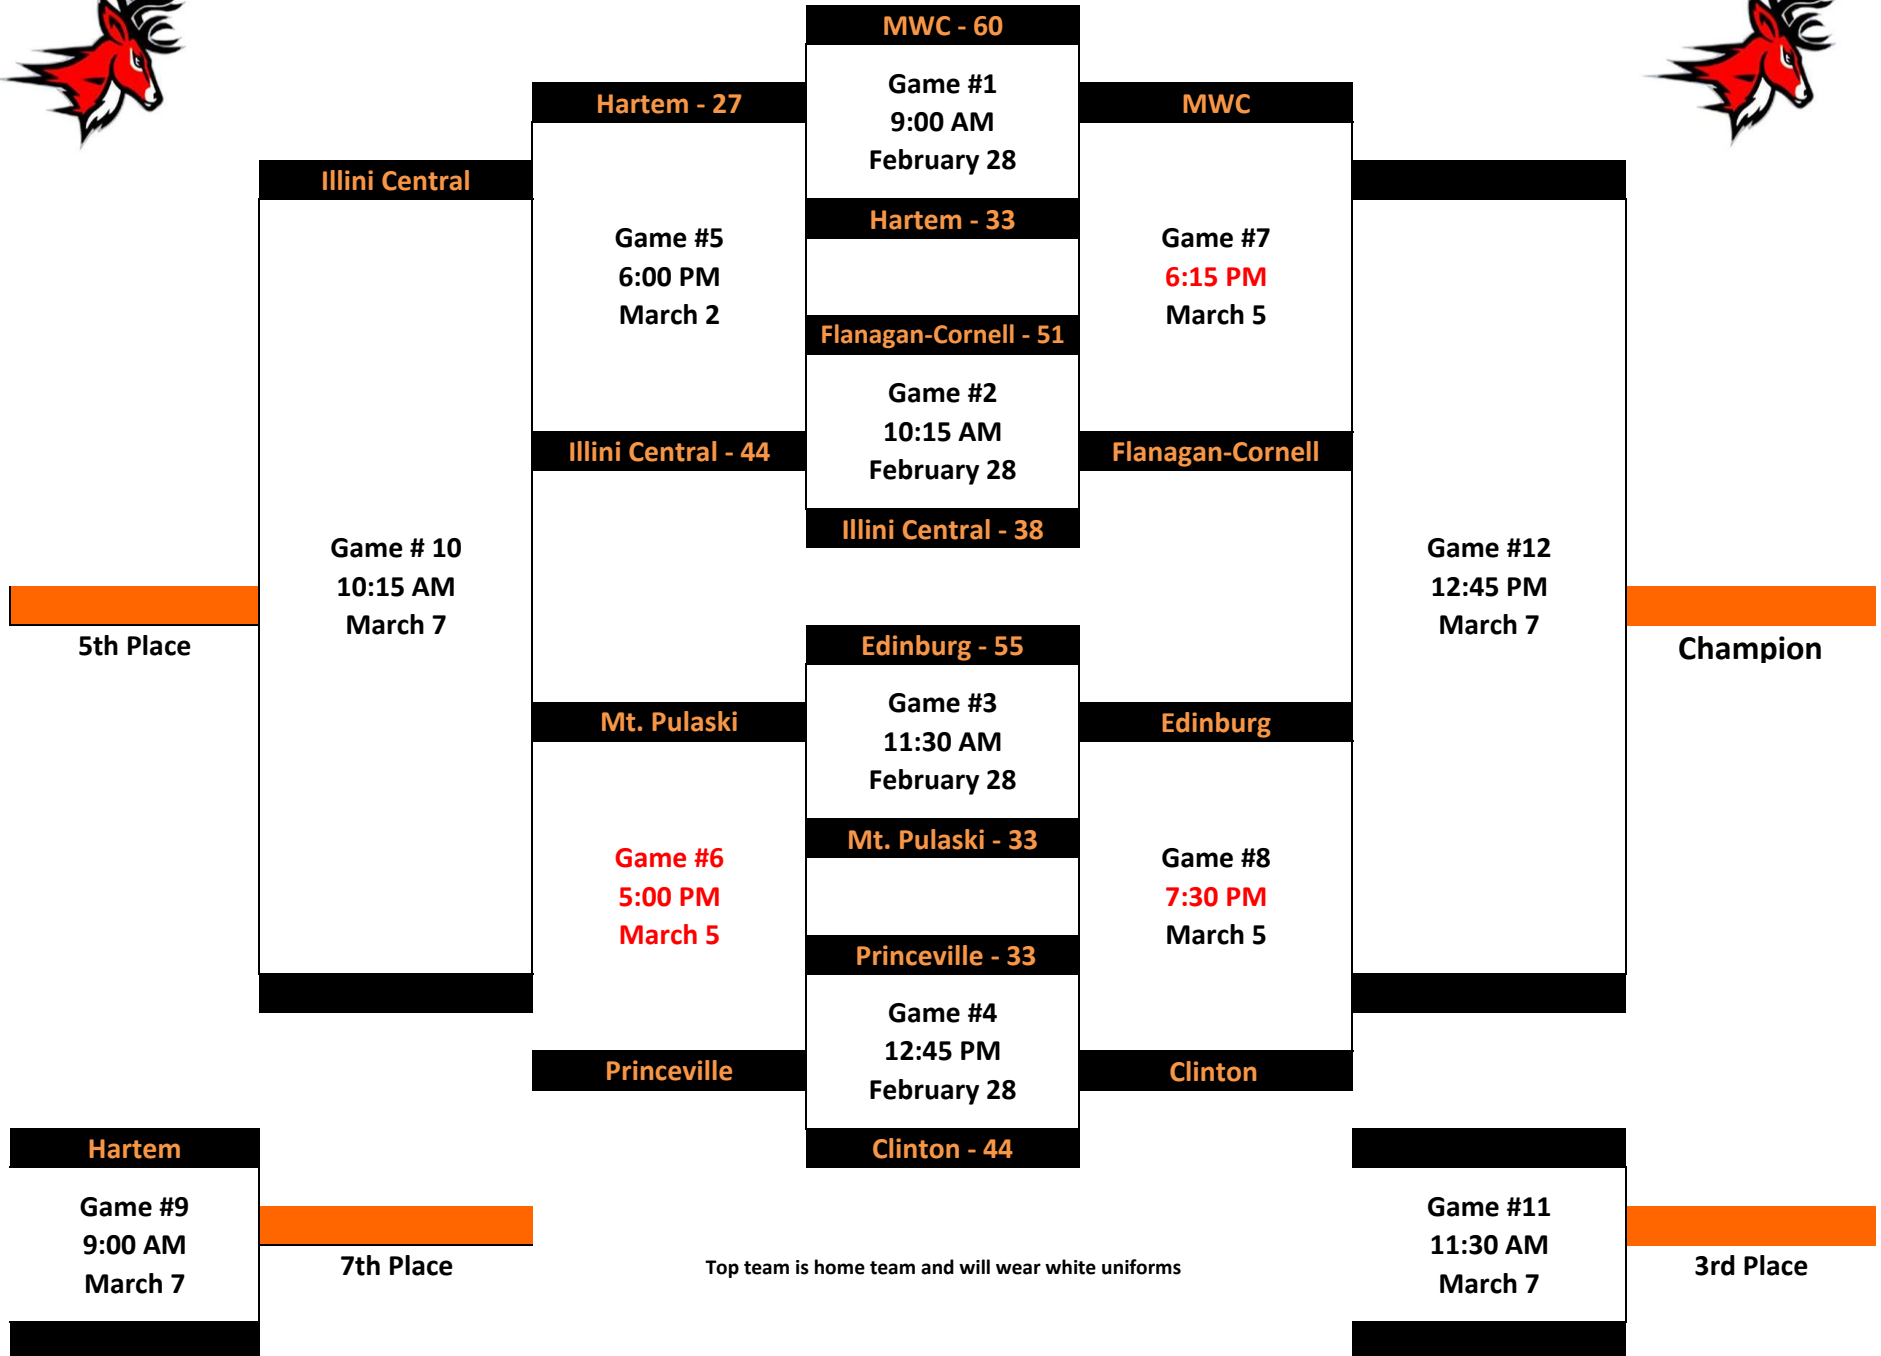 MWC - 60
Game #1
9:00 AM
February 28
Hartem - 33
Flanagan-Cornell - 51
Game #2
10:15 AM
February 28
Illini Central - 38
Edinburg - 55
Game #3
11:30 AM
February 28
Mt. Pulaski - 33
Princeville - 33
Game #4
12:45 PM
February 28
Clinton - 44
Hartem - 27
Game #5
6:00 PM
March 2
Illini Central - 44
Mt. Pulaski
Game #6
5:00 PM
March 5
Princeville
MWC
Game #7
6:15 PM
March 5
Flanagan-Cornell
Edinburg
Game #8
7:30 PM
March 5
Clinton
Illini Central
Game # 10
10:15 AM
March 7
5th Place
Game #12
12:45 PM
March 7
Champion
Hartem
Game #9
9:00 AM
March 7
7th Place
Top team is home team and will wear white uniforms
Game #11
11:30 AM
March 7
3rd Place